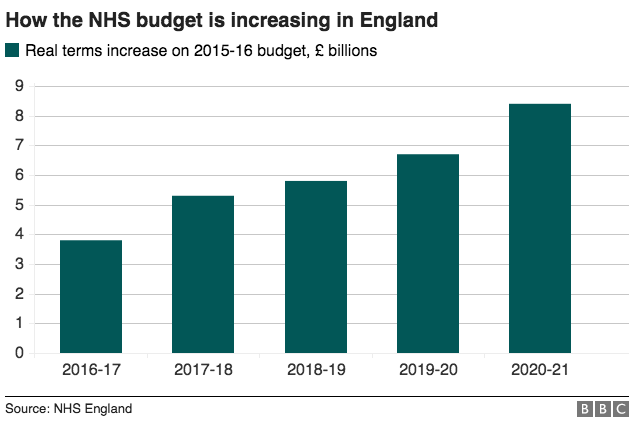 How the NHS budget is increasing in England
Real terms increase on 2015-16 budget, £ billions
9
8
7
6
5
4
3
2
1
0
2016-17 2017-18 2018-19 2019-20 2020-21
Source: NHS England
BBC